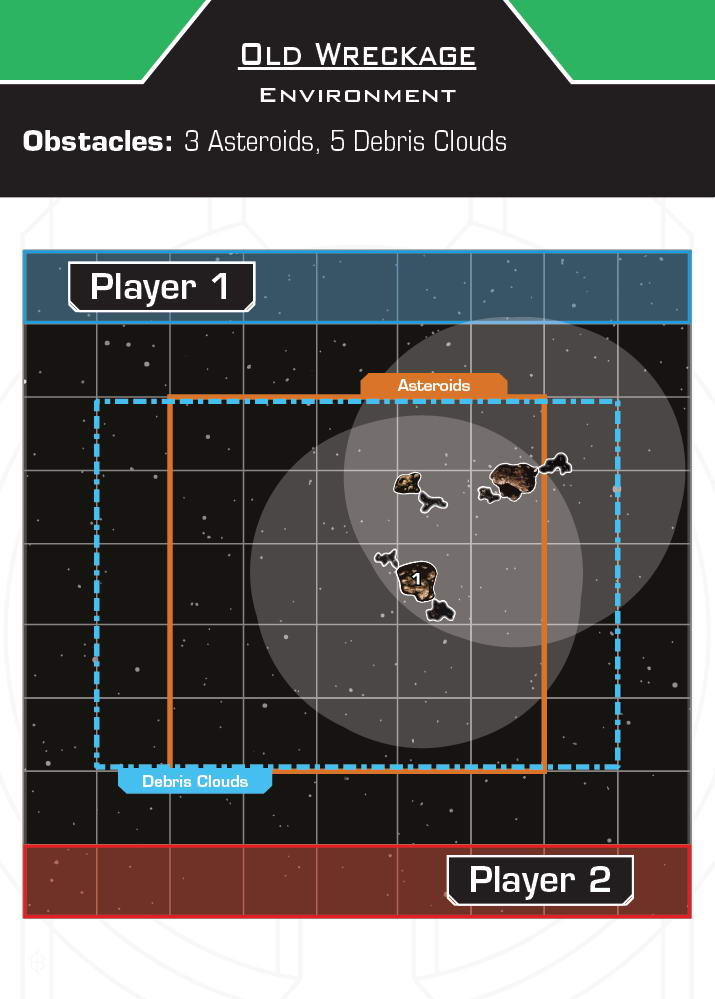 Old Wreckage
Environment
Obstacles: 3 Asteroids, 5 Debris Clouds
Player 1
Asteroids
1
Debris Clouds
Player 2